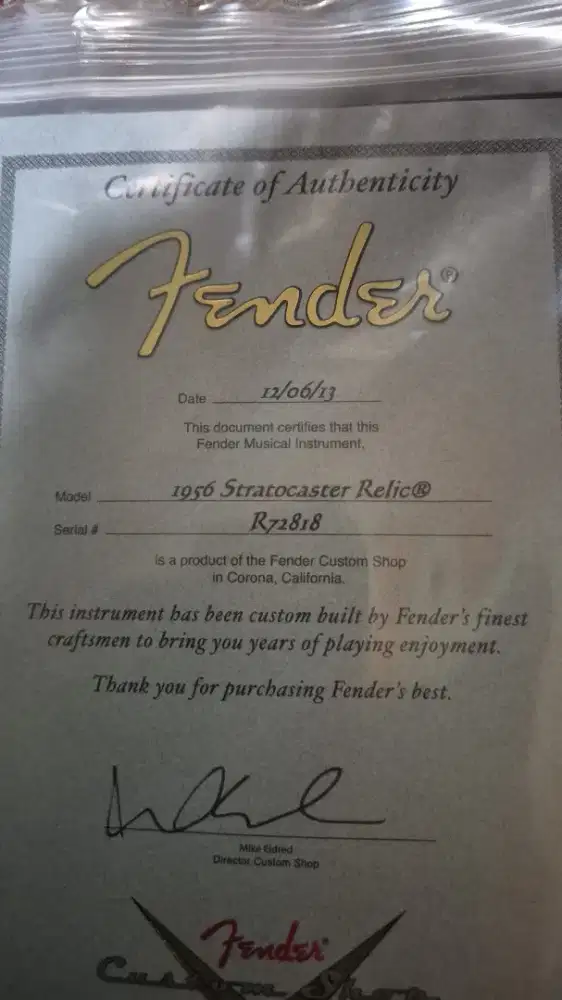 Certificate of Authenticity
Fender®
Date 12/06/13
This document certifies that this
Fender Musical Instrument,
Model 1956 Stratocaster Relic®
Serial # R72818
is a product of the Fender Custom Shop
in Corona, California.
This instrument has been custom built by Fender's finest
craftsmen to bring you years of playing enjoyment.
Thank you for purchasing Fender's best.
Mike Eldred
Director Custom Shop
Fender®
Custom Shop